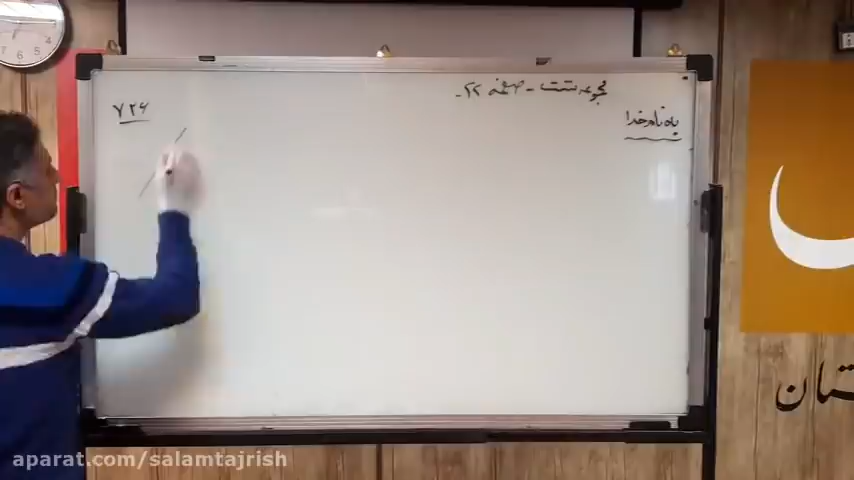 به نام خدا
مجموعه تست - صفحه ۲۲
۷۲۶
aparat.com/salamtajrish